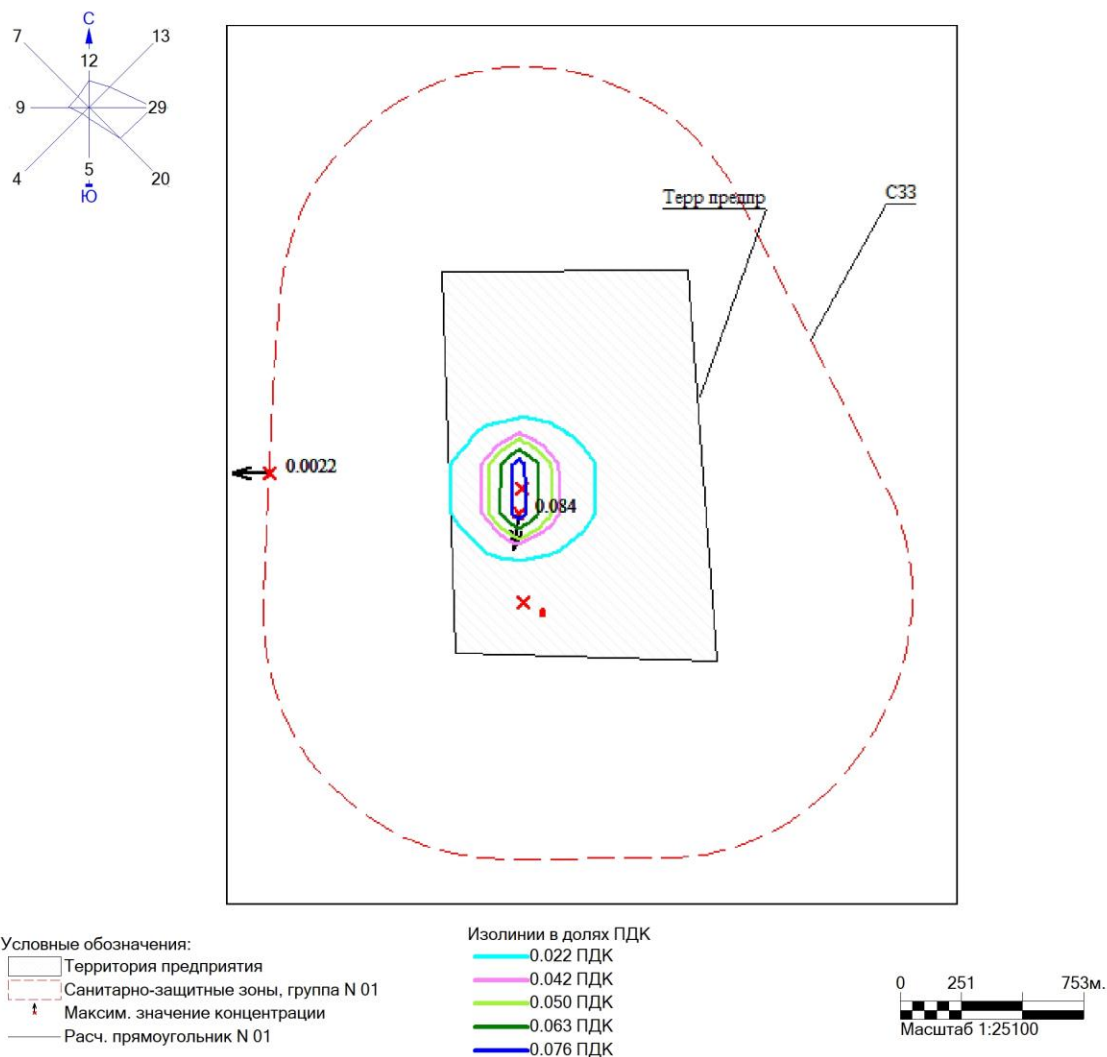 С
7
13
12
9
29
4
5
20
Ю
Терр предпр
СЗЗ
0.0022
0.084
Условные обозначения:
Территория предприятия
Санитарно-защитные зоны, группа N 01
Максим. значение концентрации
Расч. прямоугольник N 01
Изолинии в долях ПДК
0.022 ПДК
0.042 ПДК
0.050 ПДК
0.063 ПДК
0.076 ПДК
0 251 753м.
Масштаб 1:25100